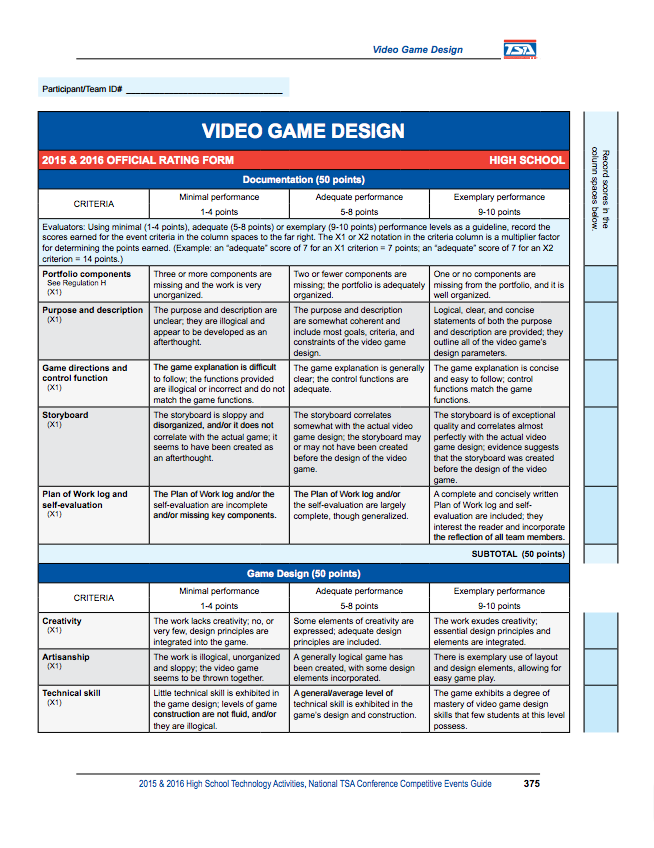 Video Game Design
TSA
Participant/Team ID#
VIDEO GAME DESIGN
2015 & 2016 OFFICIAL RATING FORM HIGH SCHOOL
Record scores in the
column spaces below.
Documentation (50 points)
CRITERIA
Minimal performance
1-4 points
Adequate performance
5-8 points
Exemplary performance
9-10 points
Evaluators: Using minimal (1-4 points), adequate (5-8 points) or exemplary (9-10 points) performance levels as a guideline, record the
scores earned for the event criteria in the column spaces to the far right. The X1 or X2 notation in the criteria column is a multiplier factor
for determining the points earned. (Example: an “adequate” score of 7 for an X1 criterion = 7 points; an “adequate” score of 7 for an X2
criterion = 14 points.)
Portfolio components
See Regulation H
(X1)
Three or more components are
missing and the work is very
unorganized.
Two or fewer components are
missing; the portfolio is adequately
organized.
One or no components are
missing from the portfolio, and it is
well organized.
Purpose and description
(X1)
The purpose and description are
unclear; they are illogical and
appear to be developed as an
afterthought.
The purpose and description
are somewhat coherent and
include most goals, criteria, and
constraints of the video game
design.
Logical, clear, and concise
statements of both the purpose
and description are provided; they
outline all of the video game’s
design parameters.
Game directions and
control function
(X1)
The game explanation is difficult
to follow; the functions provided
are illogical or incorrect and do not
match the game functions.
The game explanation is generally
clear; the control functions are
adequate.
The game explanation is concise
and easy to follow; control
functions match the game
functions.
Storyboard
(X1)
The storyboard is sloppy and
disorganized, and/or it does not
correlate with the actual game; it
seems to have been created as
an afterthought.
The storyboard correlates
somewhat with the actual video
game design; the storyboard may
or may not have been created
before the design of the video
game.
The storyboard is of exceptional
quality and correlates almost
perfectly with the actual video
game design; evidence suggests
that the storyboard was created
before the design of the video
game.
Plan of Work log and
self-evaluation
(X1)
The Plan of Work log and/or the
self-evaluation are incomplete
and/or missing key components.
The Plan of Work log and/or
the self-evaluation are largely
complete, though generalized.
A complete and concisely written
Plan of Work log and self-
evaluation are included; they
interest the reader and incorporate
the reflection of all team members.
SUBTOTAL (50 points)
Game Design (50 points)
CRITERIA
Minimal performance
1-4 points
Adequate performance
5-8 points
Exemplary performance
9-10 points
Creativity
(X1)
The work lacks creativity; no, or
very few, design principles are
integrated into the game.
Some elements of creativity are
expressed; adequate design
principles are included.
The work exudes creativity;
essential design principles and
elements are integrated.
Artisanship
(X1)
The work is illogical, unorganized
and sloppy; the video game
seems to be thrown together.
A generally logical game has
been created, with some design
elements incorporated.
There is exemplary use of layout
and design elements, allowing for
easy game play.
Technical skill
(X1)
Little technical skill is exhibited in
the game design; levels of game
construction are not fluid, and/or
they are illogical.
A general/average level of
technical skill is exhibited in the
game’s design and construction.
The game exhibits a degree of
mastery of video game design
skills that few students at this level
possess.
2015 & 2016 High School Technology Activities, National TSA Conference Competitive Events Guide 375